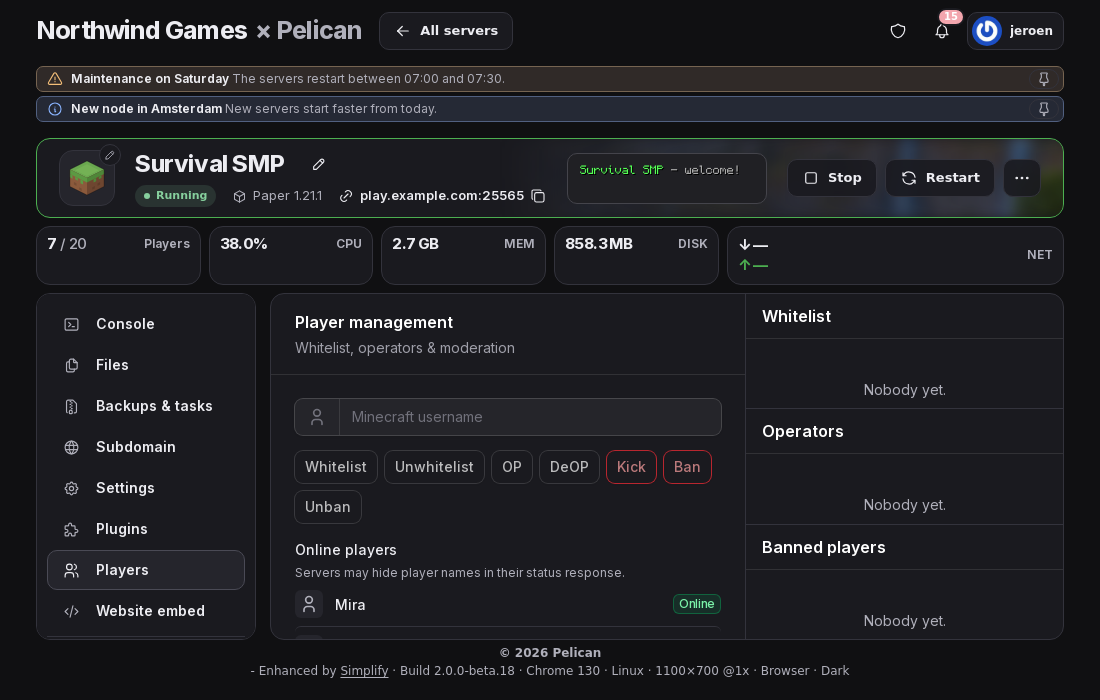 Northwind Games × Pelican
All servers
15
jeroen
Maintenance on Saturday The servers restart between 07:00 and 07:30.
New node in Amsterdam New servers start faster from today.
Survival SMP
Running
Paper 1.21.1
play.example.com:25565
Survival SMP – welcome!
Stop
Restart
7 / 20 Players
38.0% CPU
2.7 GB MEM
858.3 MB DISK
↓—
↑—
NET
Console
Files
Backups & tasks
Subdomain
Settings
Plugins
Players
Website embed
Player management
Whitelist, operators & moderation
Minecraft username
Whitelist Unwhitelist OP DeOP Kick Ban
Unban
Online players
Servers may hide player names in their status response.
Mira Online
Whitelist
Nobody yet.
Operators
Nobody yet.
Banned players
Nobody yet.
© 2026 Pelican
- Enhanced by Simplify · Build 2.0.0-beta.18 · Chrome 130 · Linux · 1100×700 @1x · Browser · Dark